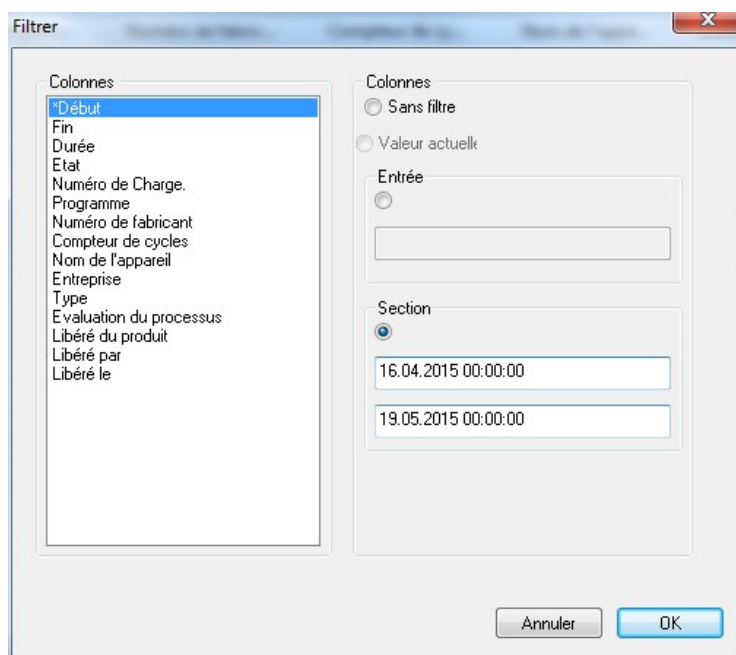 Filtrer
Colonnes
*Début
Fin
Durée
Etat
Numéro de Charge.
Programme
Numéro de fabricant
Compteur de cycles
Nom de l'appareil
Entreprise
Type
Evaluation du processus
Libéré du produit
Libéré par
Libéré le
Colonnes
Sans filtre
Valeur actuelle
Entrée
Section
16.04.2015 00:00:00
19.05.2015 00:00:00
Annuler
OK